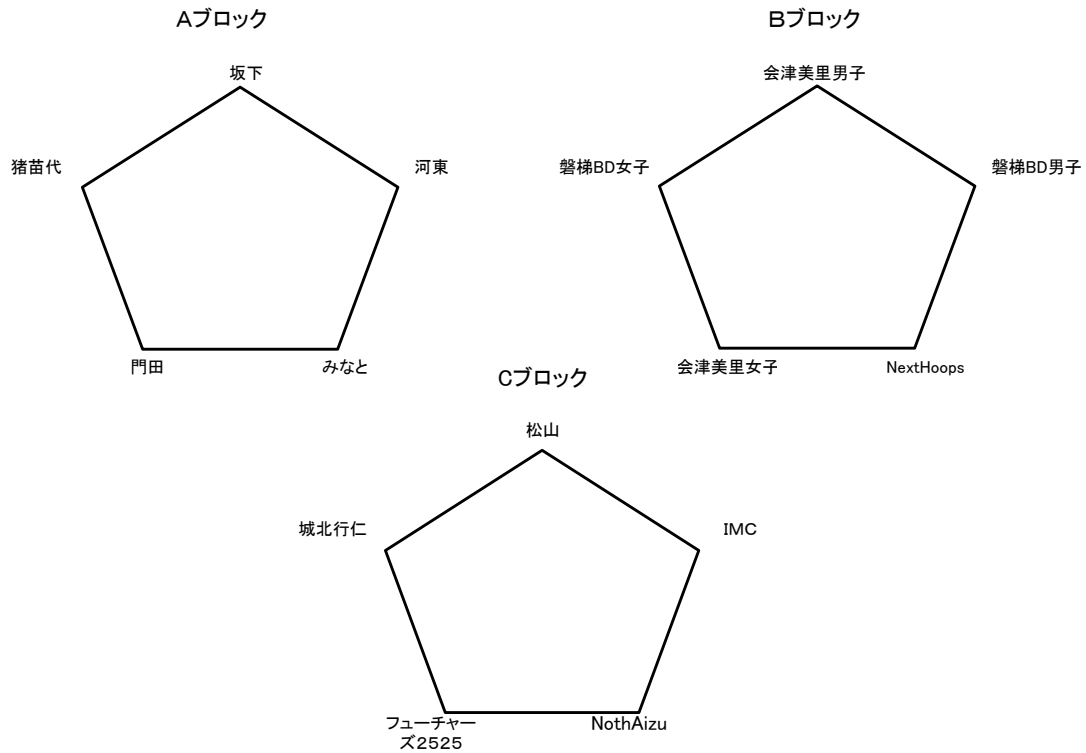 Aブロック
Bブロック
坂下
会津美里男子
猪苗代
河東
磐梯BD女子
磐梯BD男子
門田
みなと
会津美里女子
NextHoops
Cブロック
松山
城北行仁
IMC
フューチャー
ズ2525
NothAizu